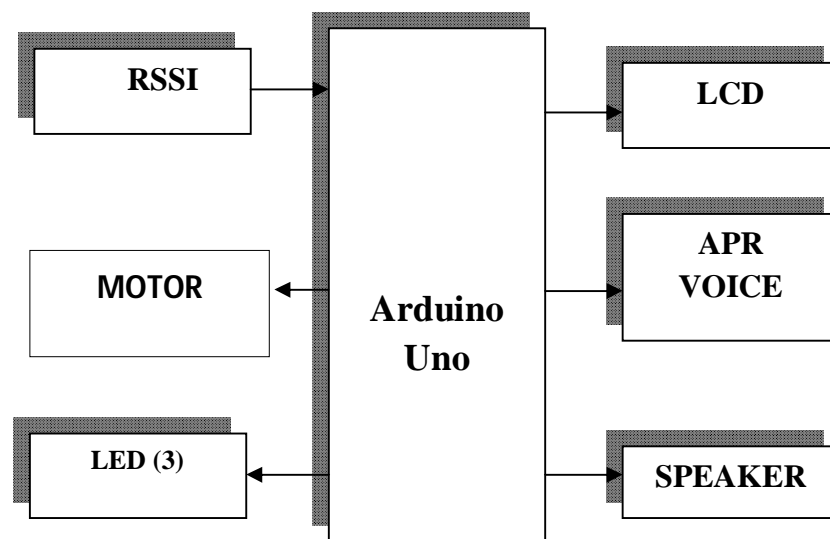 RSSI
LCD
MOTOR
APR
VOICE
Arduino
Uno
LED (3)
SPEAKER